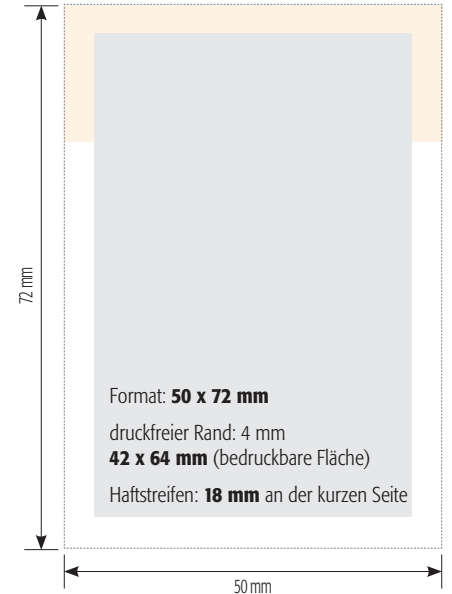 72 mm
Format: 50 x 72 mm
druckfreier Rand: 4 mm
42 x 64 mm (bedruckbare Fläche)
Haftstreifen: 18 mm an der kurzen Seite
50 mm